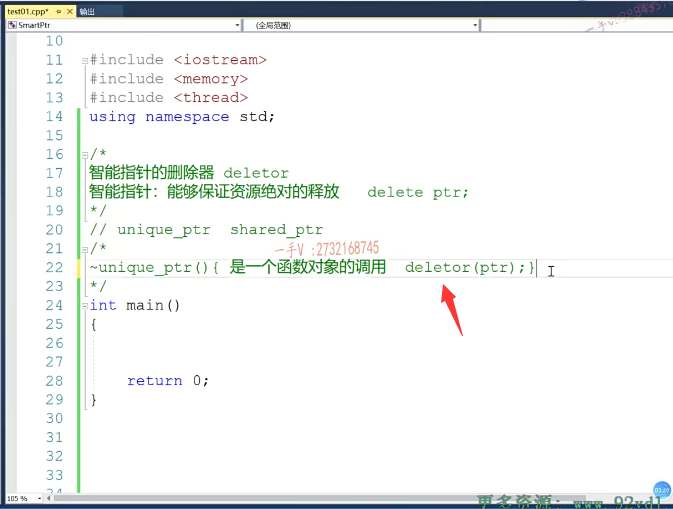 test01.cpp* 输出
SmartPtr (全局范围)
10
11 #include <iostream>
12 #include <memory>
13 #include <thread>
14 using namespace std;
15
16 /*
17 智能指针的删除器 deletor
18 智能指针：能够保证资源绝对的释放 delete ptr;
19 */
20 // unique_ptr shared_ptr
一手V :2732168745
21 /*
22 ~unique_ptr(){ 是一个函数对象的调用 deletor(ptr);}
23 */
24 int main()
25 {
26
27
28 return 0;
29 }
30
31
32
33
105 %
更多资源：www.92vd1